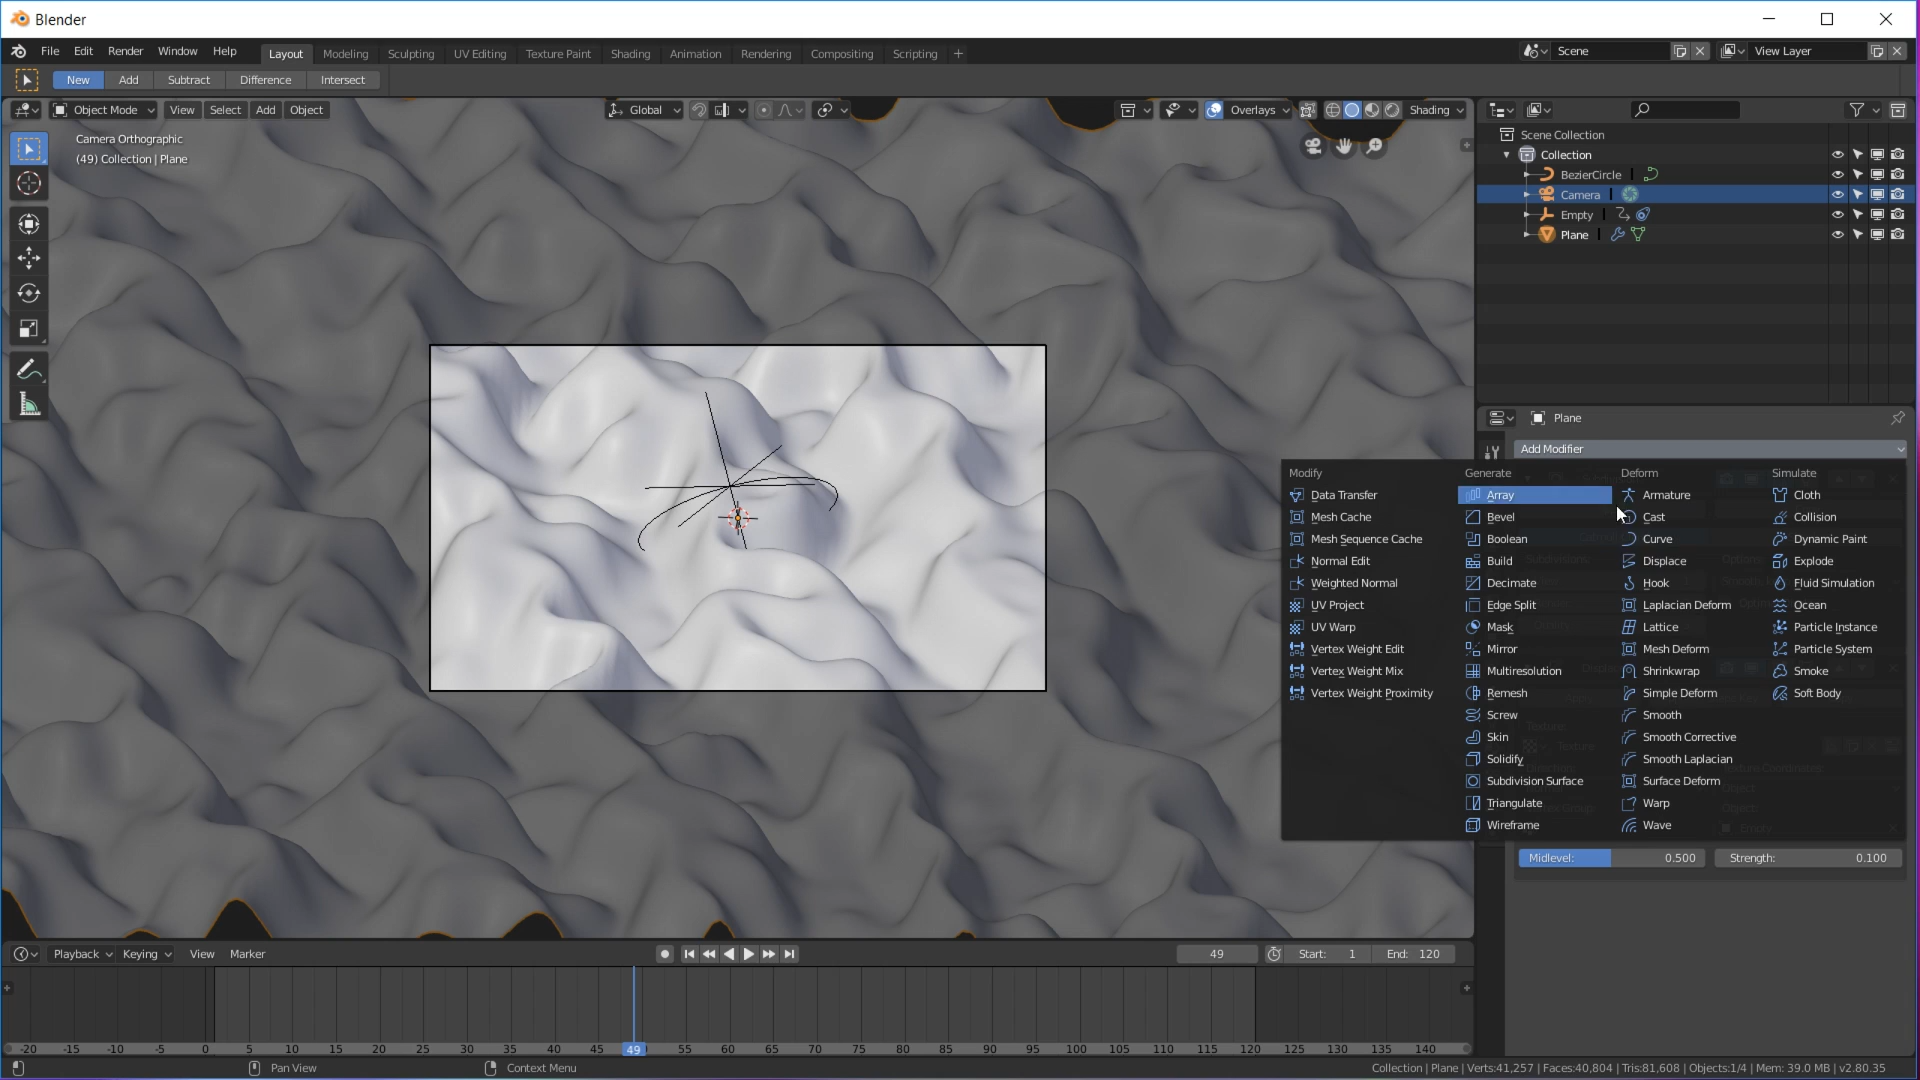 Blender
File Edit Render Window Help Layout Modeling Sculpting UV Editing Texture Paint Shading Animation Rendering Compositing Scripting + Scene View Layer
New Add Subtract Difference Intersect
Object Mode View Select Add Object Global Overlays Shading
Camera Orthographic
(49) Collection | Plane
Scene Collection
Collection
BezierCircle
Camera
Empty
Plane
Plane
Add Modifier
Modify Generate Deform Simulate
Data Transfer Array Armature Cloth
Mesh Cache Bevel Cast Collision
Mesh Sequence Cache Boolean Curve Dynamic Paint
Normal Edit Build Displace Explode
Weighted Normal Decimate Hook Fluid Simulation
UV Project Edge Split Laplacian Deform Ocean
UV Warp Mask Lattice Particle Instance
Vertex Weight Edit Mirror Mesh Deform Particle System
Vertex Weight Mix Multiresolution Shrinkwrap Smoke
Vertex Weight Proximity Remesh Simple Deform Soft Body
Screw Smooth
Skin Smooth Corrective
Solidify Smooth Laplacian
Subdivision Surface Surface Deform
Triangulate Warp
Wireframe Wave
Midlevel: 0.500 Strength: 0.100
Playback Keying View Marker 49 Start: 1 End: 120
-20 -15 -10 -5 0 5 10 15 20 25 30 35 40 45 49 55 60 65 70 75 80 85 90 95 100 105 110 115 120 125 130 135 140
Pan View Context Menu Collection | Plane | Verts:41,257 | Faces:40,804 | Tris:81,608 | Objects:1/4 | Mem: 39.0 MB | v2.80.35